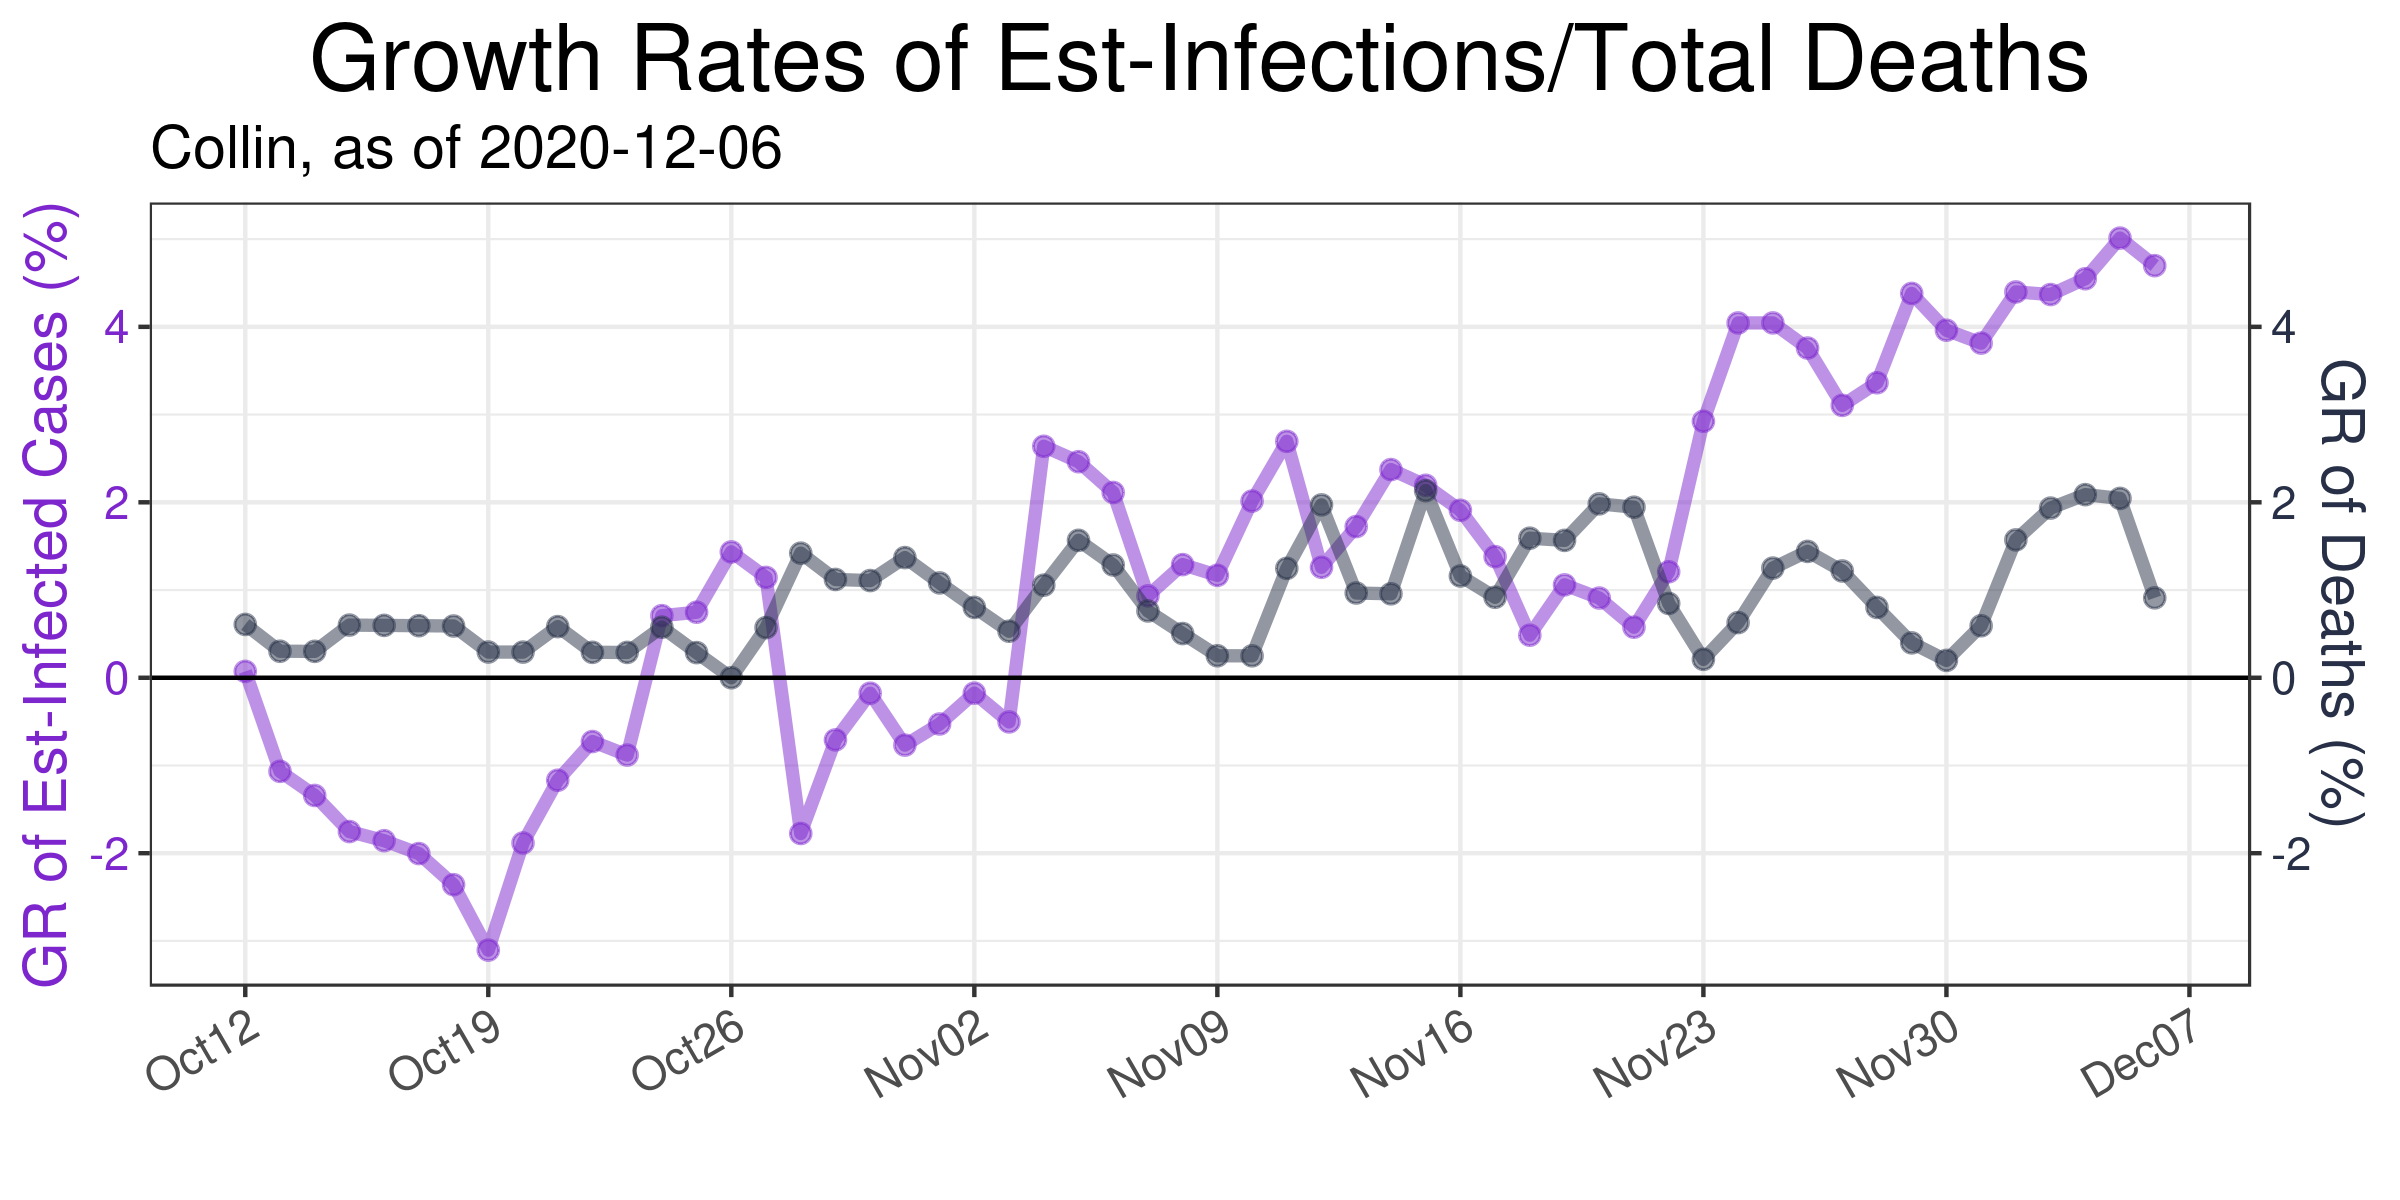 Growth Rates of Est-Infections/Total Deaths
Collin, as of 2020-12-06
GR of Est-Infected Cases (%)
4
2
0
-2
4
2
0
-2
GR of Deaths (%)
Oct12
Oct19
Oct26
Nov02
Nov09
Nov16
Nov23
Nov30
Dec07